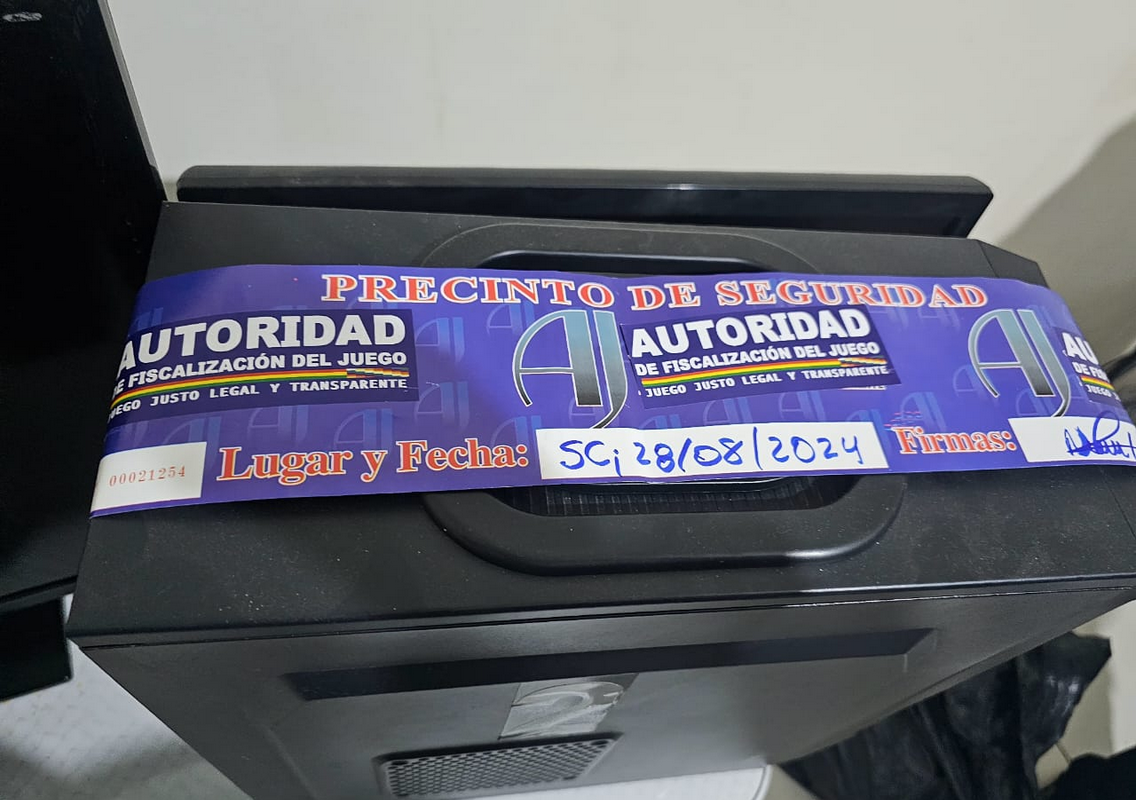 PRECINTO DE SEGURIDAD
AUTORIDAD
DE FISCALIZACIÓN DEL JUEGO
JUEGO JUSTO LEGAL Y TRANSPARENTE
AJ
AUTORIDAD
DE FISCALIZACIÓN DEL JUEGO
JUEGO JUSTO LEGAL Y TRANSPARENTE
AJ
00021254
Lugar y Fecha: SC; 28/08/2024
Firmas:
2